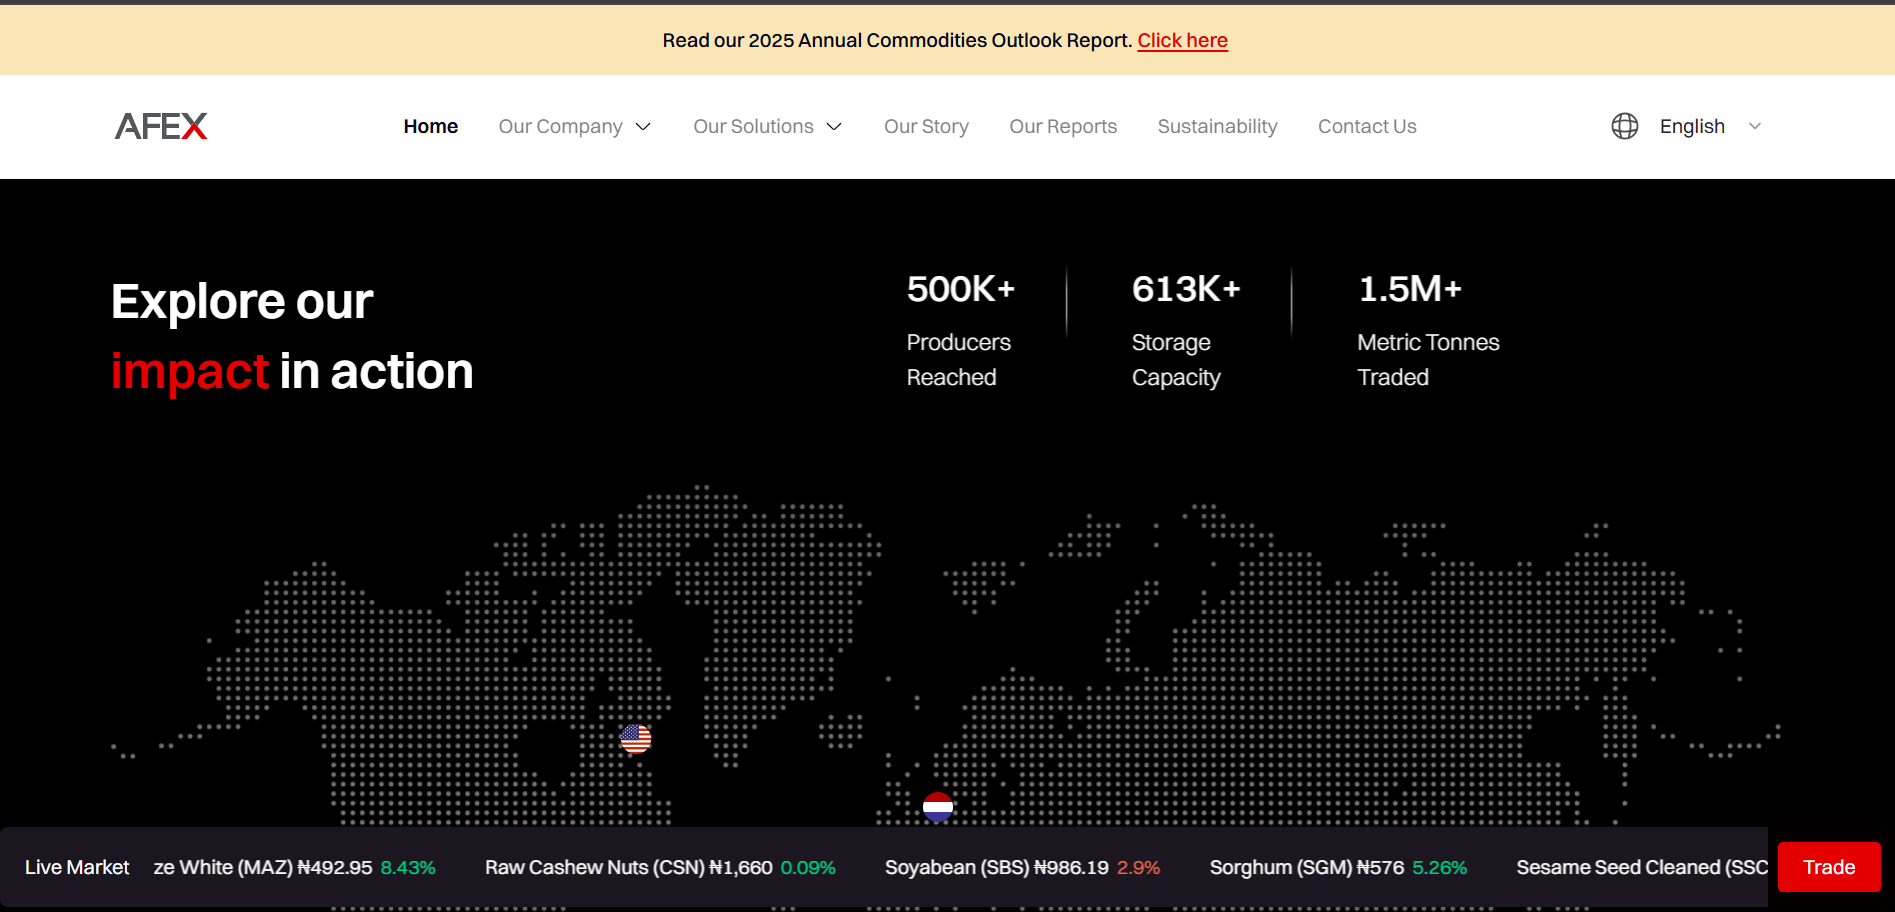 Read our 2025 Annual Commodities Outlook Report. Click here
AFEX
Home
Our Company
Our Solutions
Our Story
Our Reports
Sustainability
Contact Us
English
Explore our
impact in action
500K+
Producers
Reached
613K+
Storage
Capacity
1.5M+
Metric Tonnes
Traded
Live Market
ze White (MAZ) ₦492.95 8.43%
Raw Cashew Nuts (CSN) ₦1,660 0.09%
Soyabean (SBS) ₦986.19 2.9%
Sorghum (SGM) ₦576 5.26%
Sesame Seed Cleaned (SSC
Trade